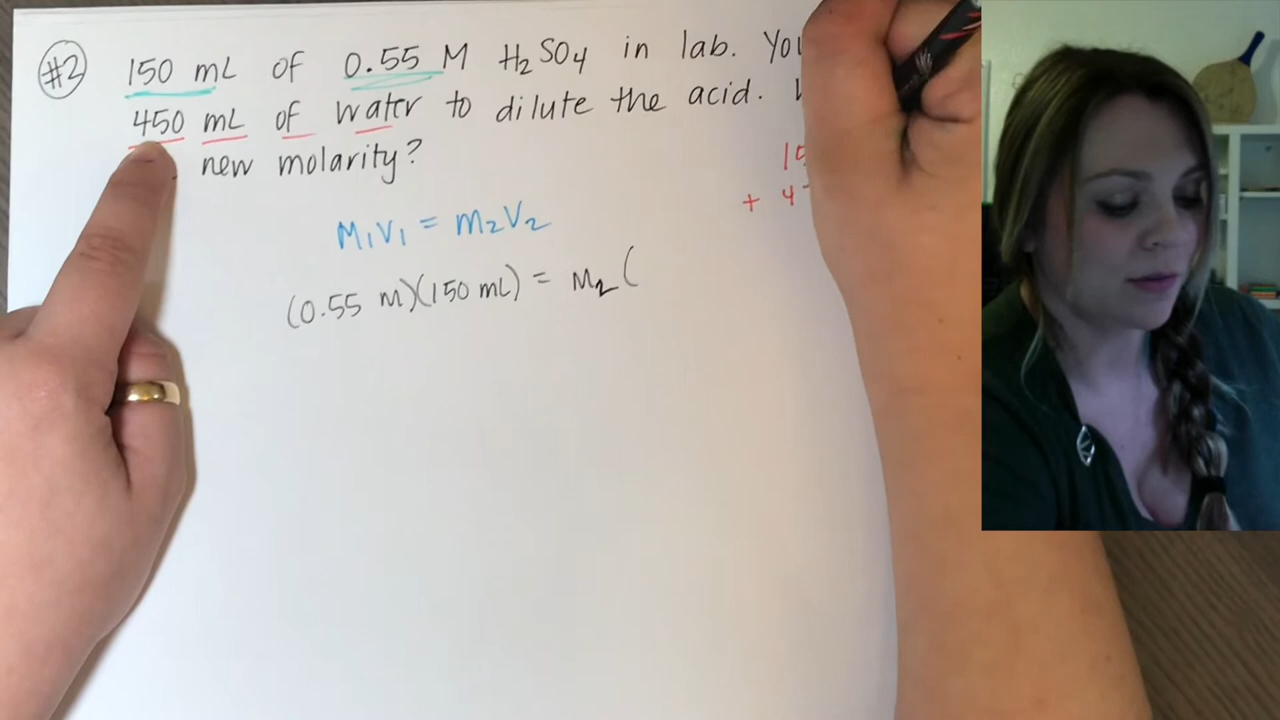 #2 150 mL of 0.55 M H₂SO₄ in lab.
450 mL of water to dilute the acid.
new molarity?
+
M₁V₁ = M₂V₂
(0.55 M)(150 mL) = M₂ (